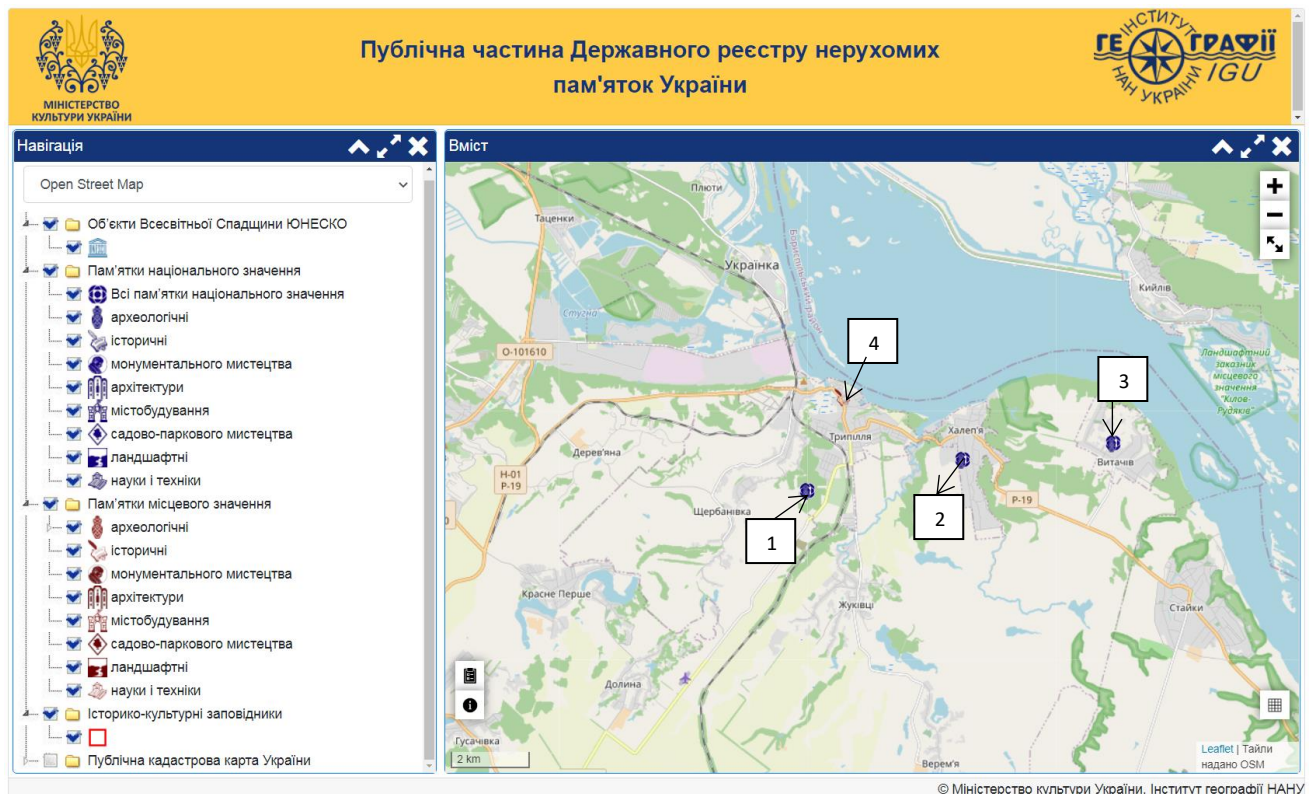 МІНІСТЕРСТВО
КУЛЬТУРИ УКРАЇНИ
Публічна частина Державного реєстру нерухомих
пам'яток України
ІНСТИТУТ
ГЕОГРАФІЇ
НАН УКРАЇНИ
IGU
Навігація
Open Street Map
Об'єкти Всесвітньої Спадщини ЮНЕСКО
Пам'ятки національного значення
Всі пам'ятки національного значення
археологічні
історичні
монументального мистецтва
архітектури
містобудування
садово-паркового мистецтва
ландшафтні
науки і техніки
Пам'ятки місцевого значення
археологічні
історичні
монументального мистецтва
архітектури
містобудування
садово-паркового мистецтва
ландшафтні
науки і техніки
Історико-культурні заповідники
Публічна кадастрова карта України
Вміст
Плюти
Таценки
Бориспільський район
Українка
Кийлів
Стугна
4
О-101610
Ландшафтний
заказник
місцевого
значення
"Кілов-
Рудяків"
3
Халеп'я
Трипілля
Дерев'яна
Витачів
Н-01
Р-19
Щербанівка
Р-19
2
1
Красне Перше
Жуківці
Стайки
Долина
Гусачівка
2 km
Верем'я
Leaflet | Тайли
надано OSM
© Міністерство культури України, Інститут географії НАНУ